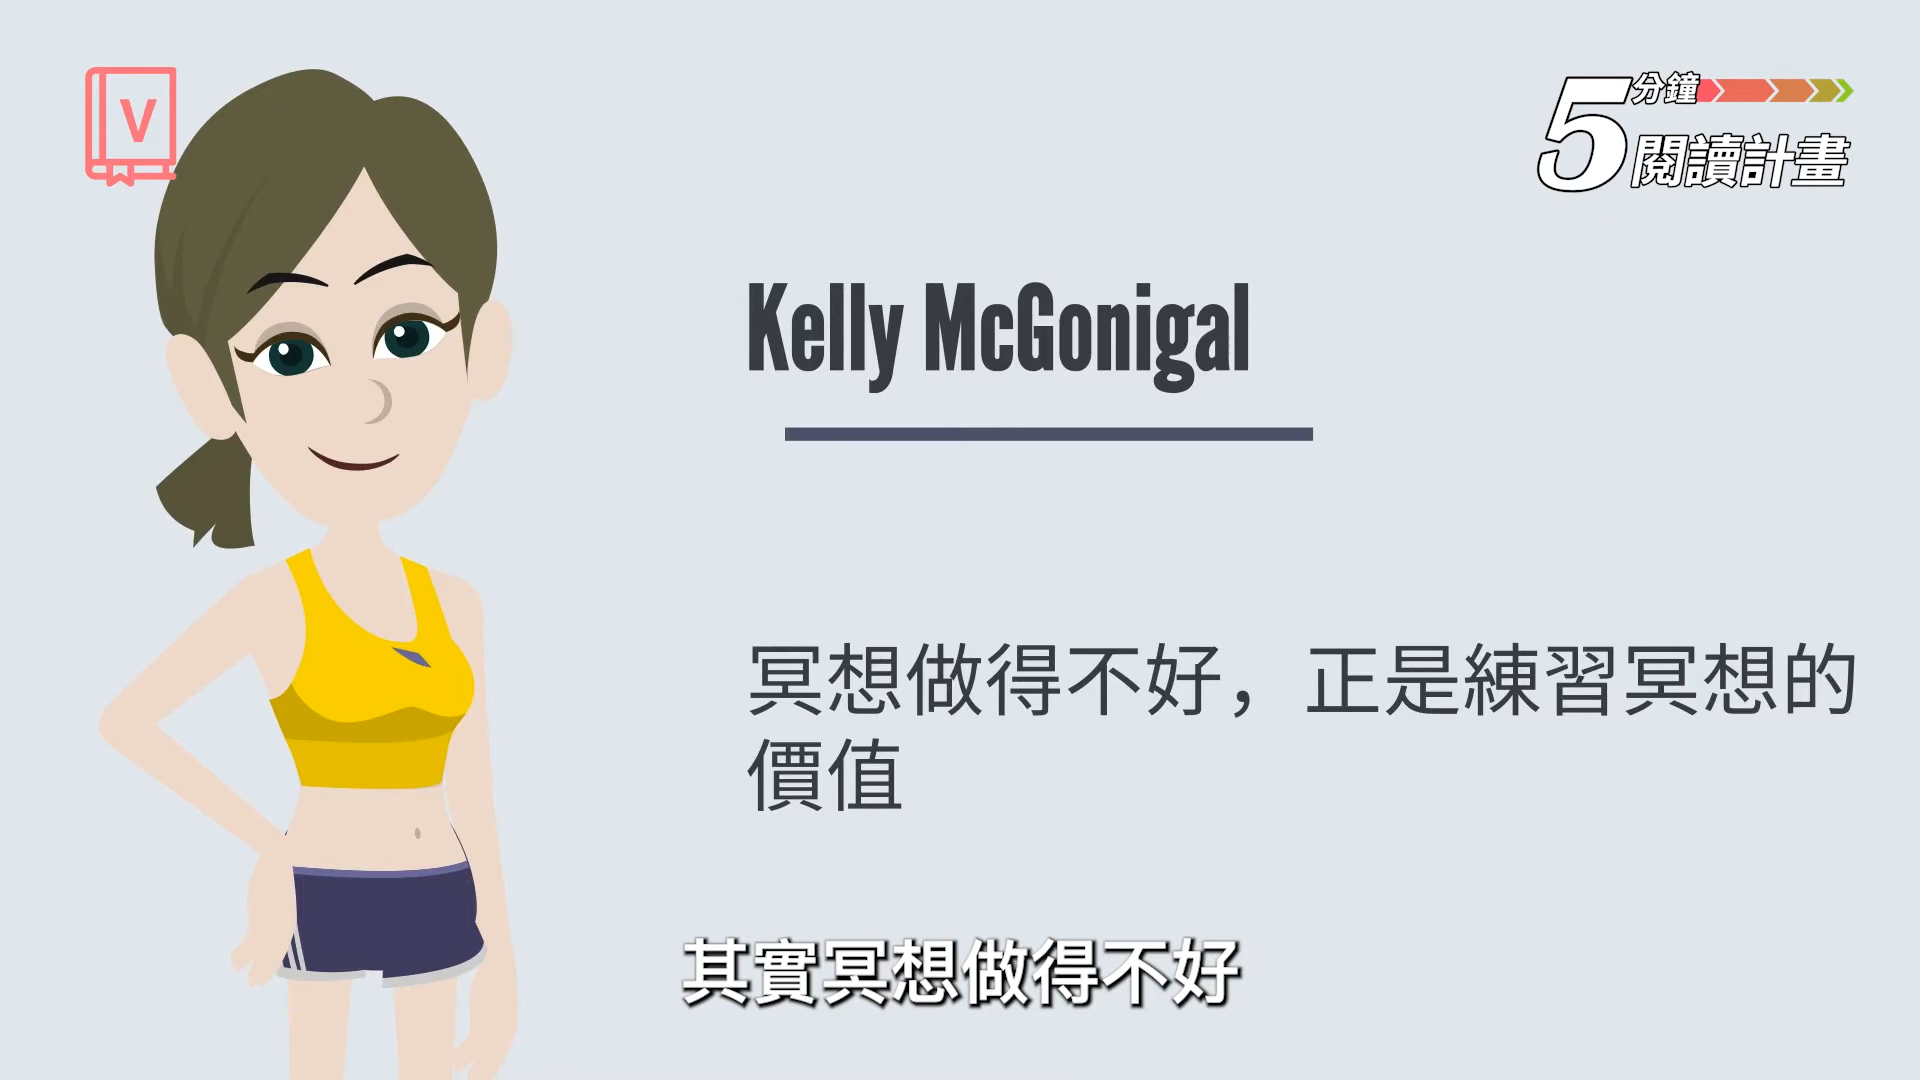 V
5分鐘
閱讀計畫
Kelly McGonigal
冥想做得不好，正是練習冥想的
價值
其實冥想做得不好